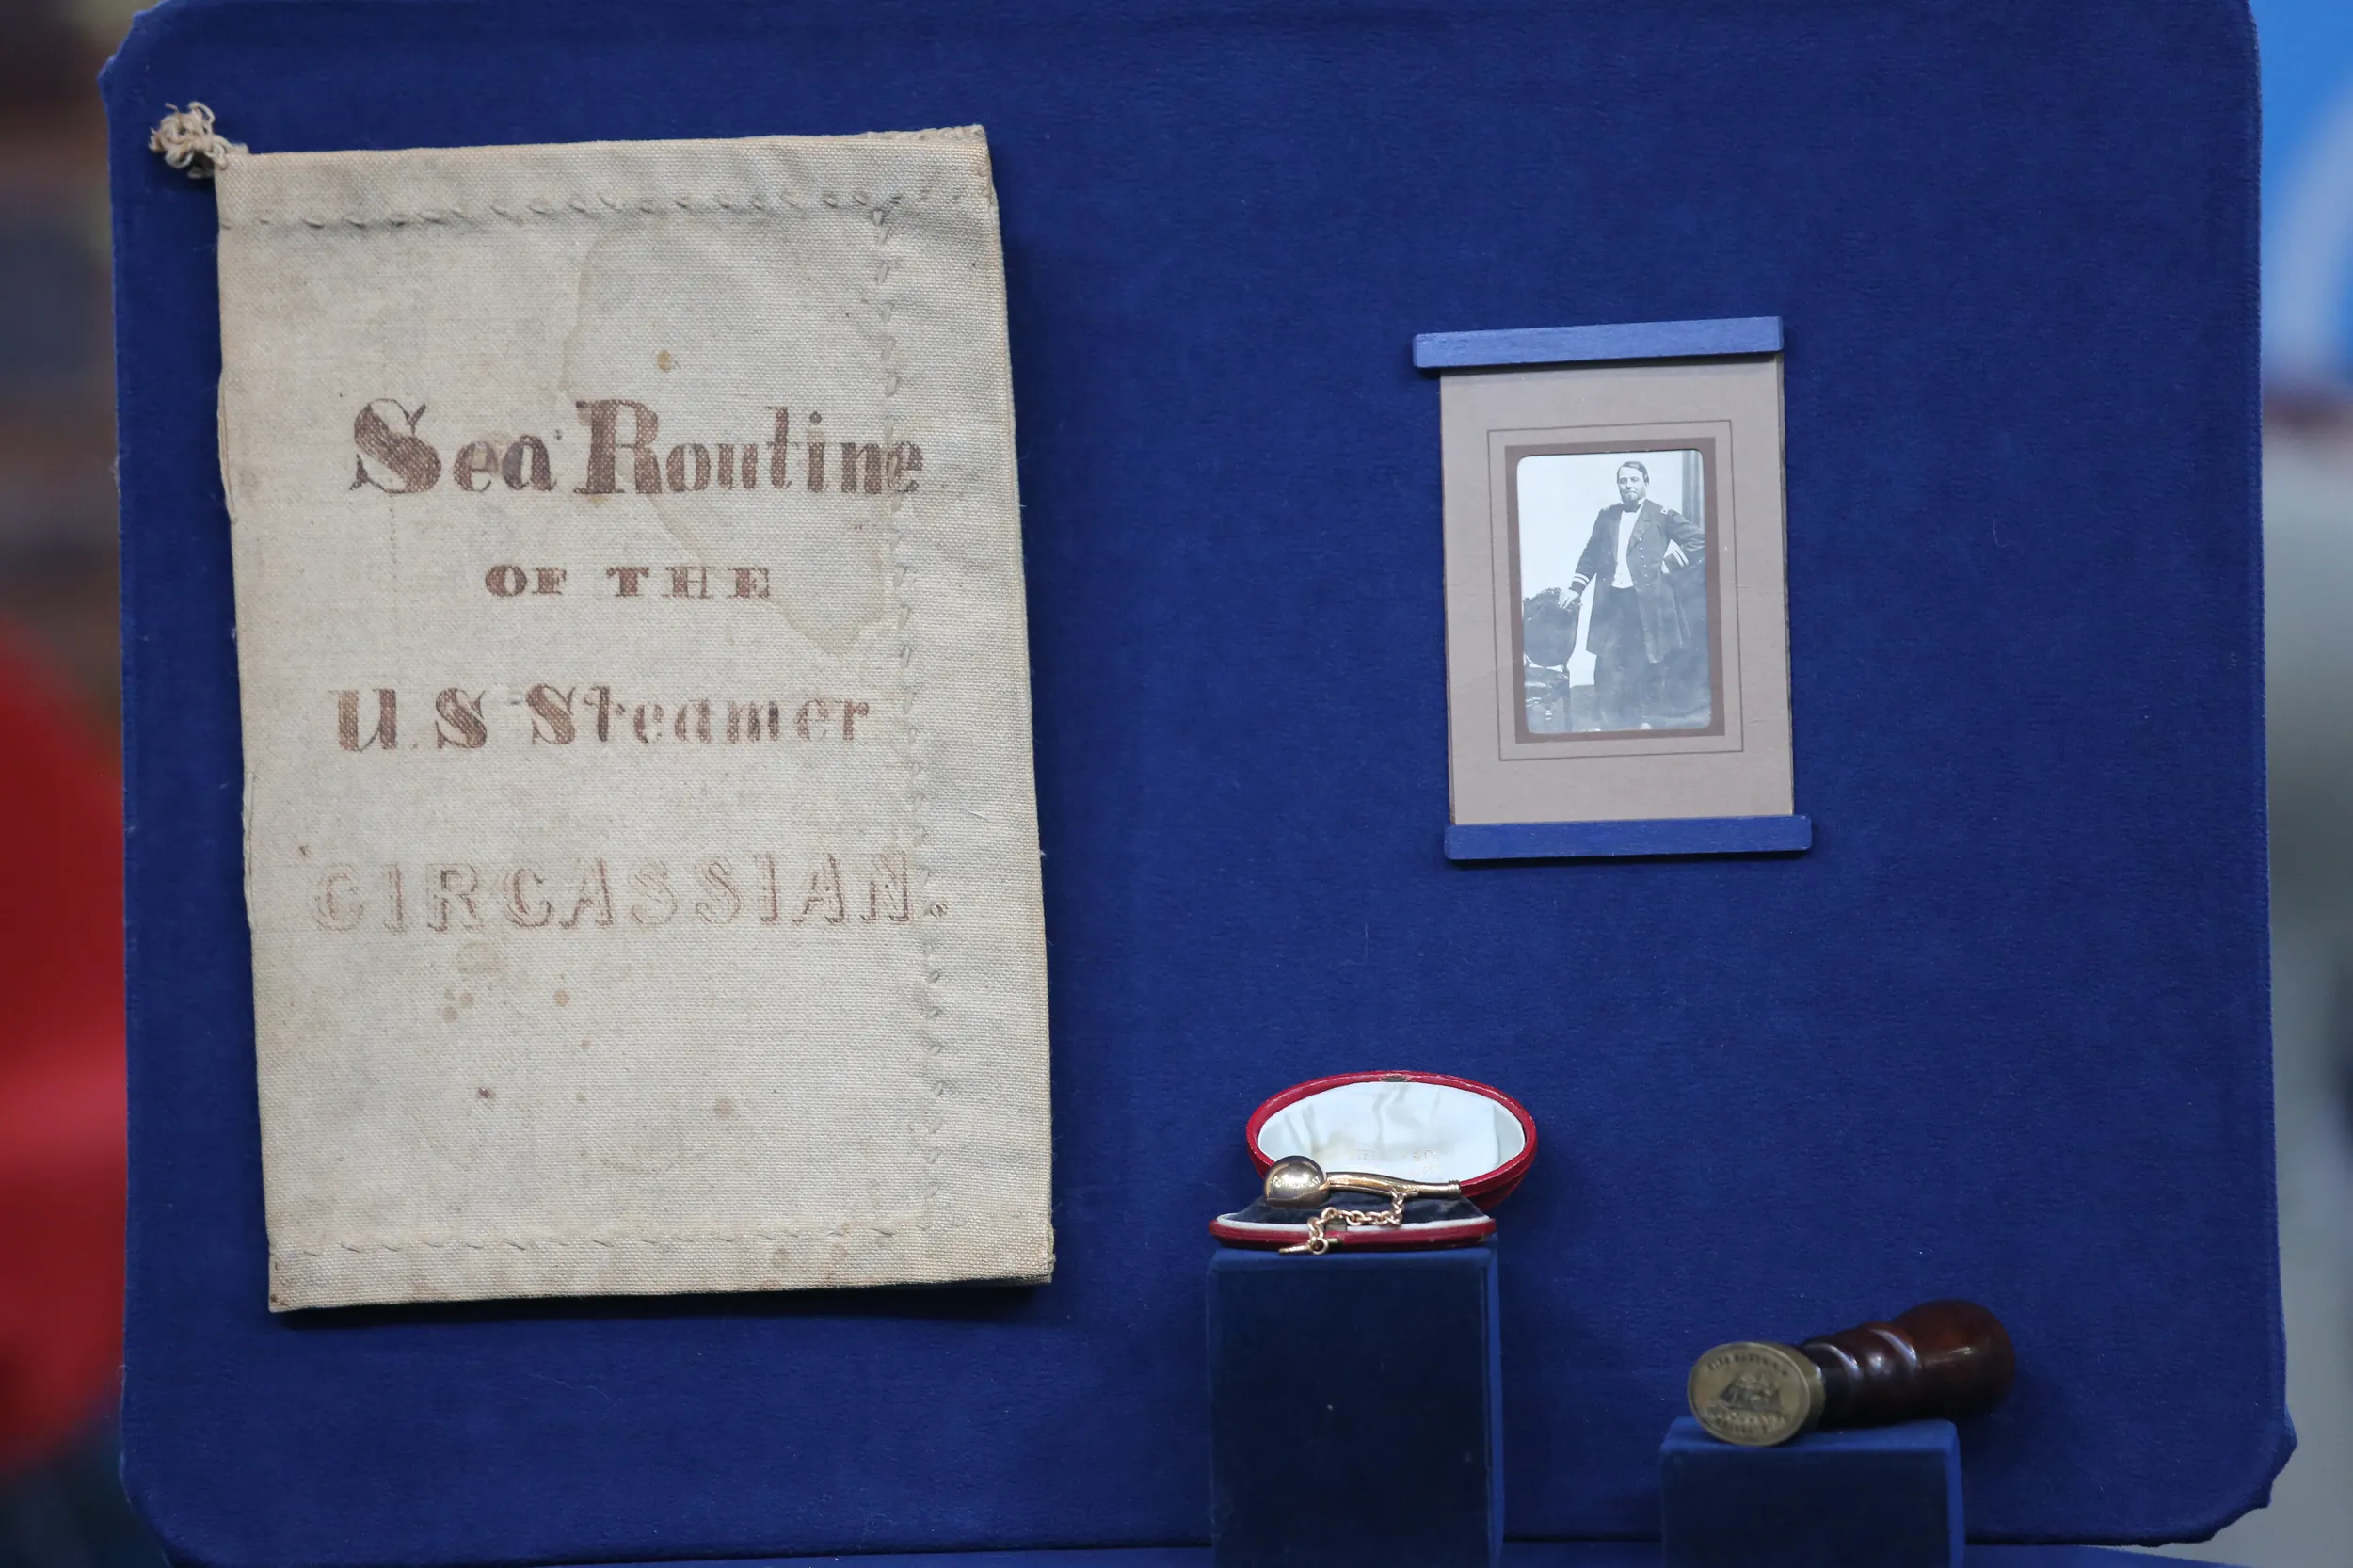 Sea Routine
OF THE
U.S Steamer
CIRCASSIAN.